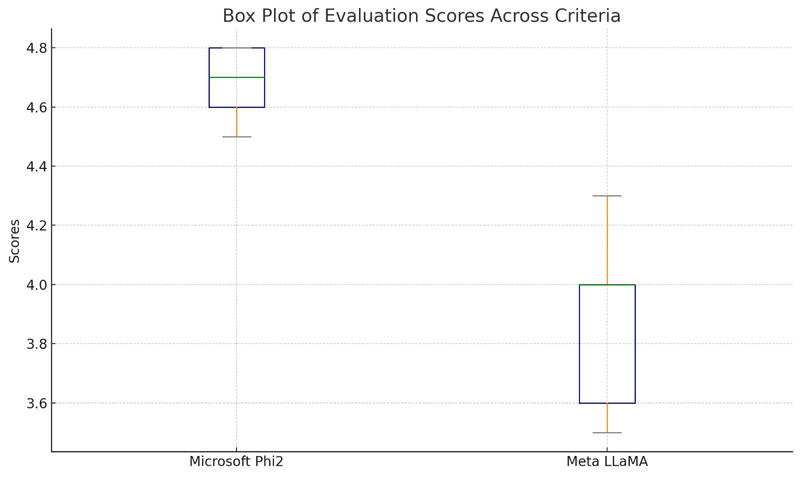 Box Plot of Evaluation Scores Across Criteria
4.8
4.6
4.4
4.2
4.0
3.8
3.6
Scores
Microsoft Phi2
Meta LLaMA